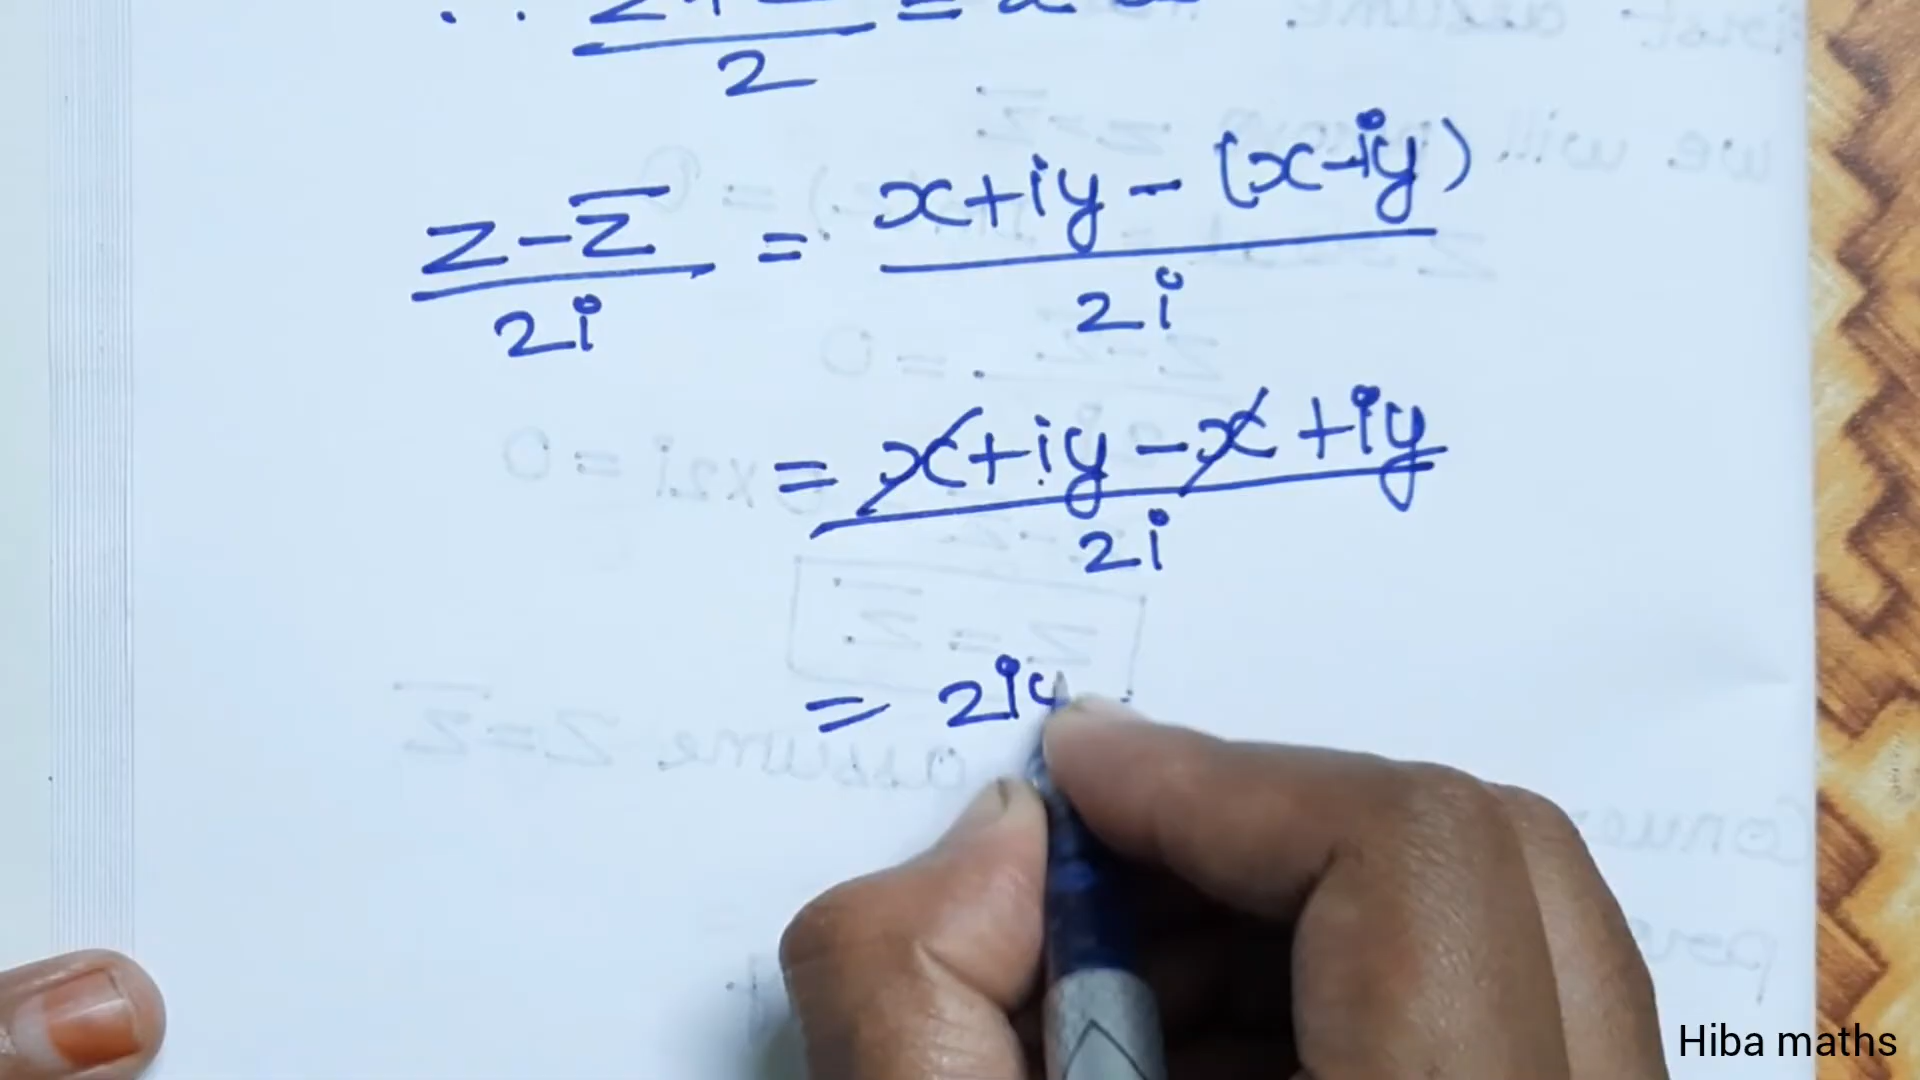 2
z - z̄ / 2i = x+iy - (x-iy) / 2i
= x+iy - x +iy / 2i
= 2iy
Hiba maths